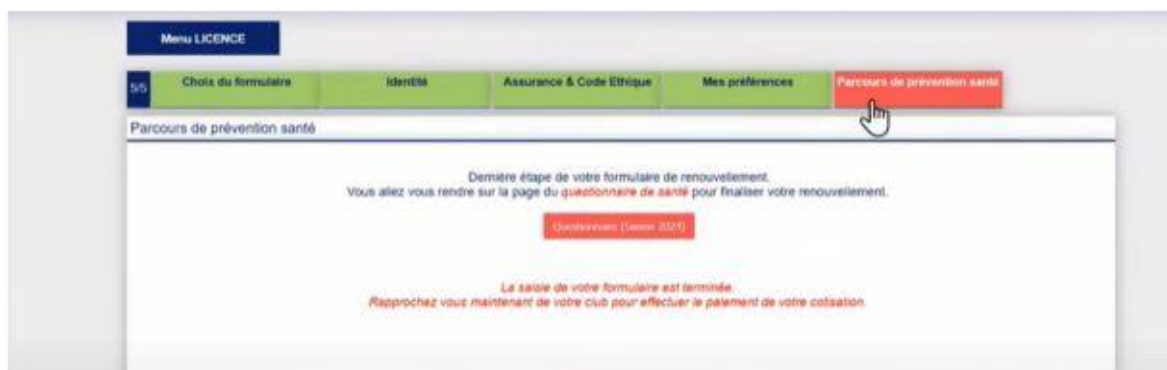 Menu LICENCE
5/5 Choix du formulaire Identité Assurance & Code Ethique Mes préférences Parcours de prévention santé
Parcours de prévention santé
Dernière étape de votre formulaire de renouvellement.
Vous allez vous rendre sur la page du questionnaire de santé pour finaliser votre renouvellement.
Questionnaire (Saison 2024)
La saisie de votre formulaire est terminée.
Rapprochez vous maintenant de votre club pour effectuer le paiement de votre cotisation.